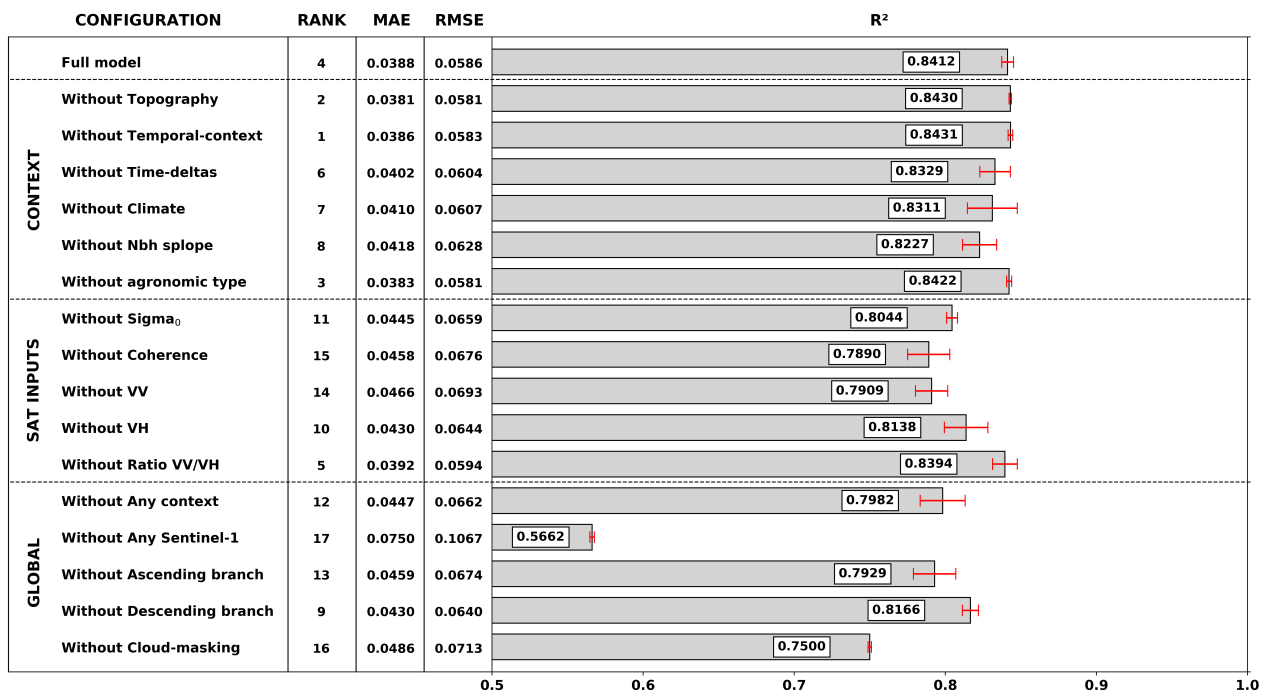 CONFIGURATION RANK MAE RMSE R²
Full model 4 0.0388 0.0586 0.8412
CONTEXT
Without Topography 2 0.0381 0.0581 0.8430
Without Temporal-context 1 0.0386 0.0583 0.8431
Without Time-deltas 6 0.0402 0.0604 0.8329
Without Climate 7 0.0410 0.0607 0.8311
Without Nbh splope 8 0.0418 0.0628 0.8227
Without agronomic type 3 0.0383 0.0581 0.8422
SAT INPUTS
Without Sigma₀ 11 0.0445 0.0659 0.8044
Without Coherence 15 0.0458 0.0676 0.7890
Without VV 14 0.0466 0.0693 0.7909
Without VH 10 0.0430 0.0644 0.8138
Without Ratio VV/VH 5 0.0392 0.0594 0.8394
GLOBAL
Without Any context 12 0.0447 0.0662 0.7982
Without Any Sentinel-1 17 0.0750 0.1067 0.5662
Without Ascending branch 13 0.0459 0.0674 0.7929
Without Descending branch 9 0.0430 0.0640 0.8166
Without Cloud-masking 16 0.0486 0.0713 0.7500
0.5 0.6 0.7 0.8 0.9 1.0